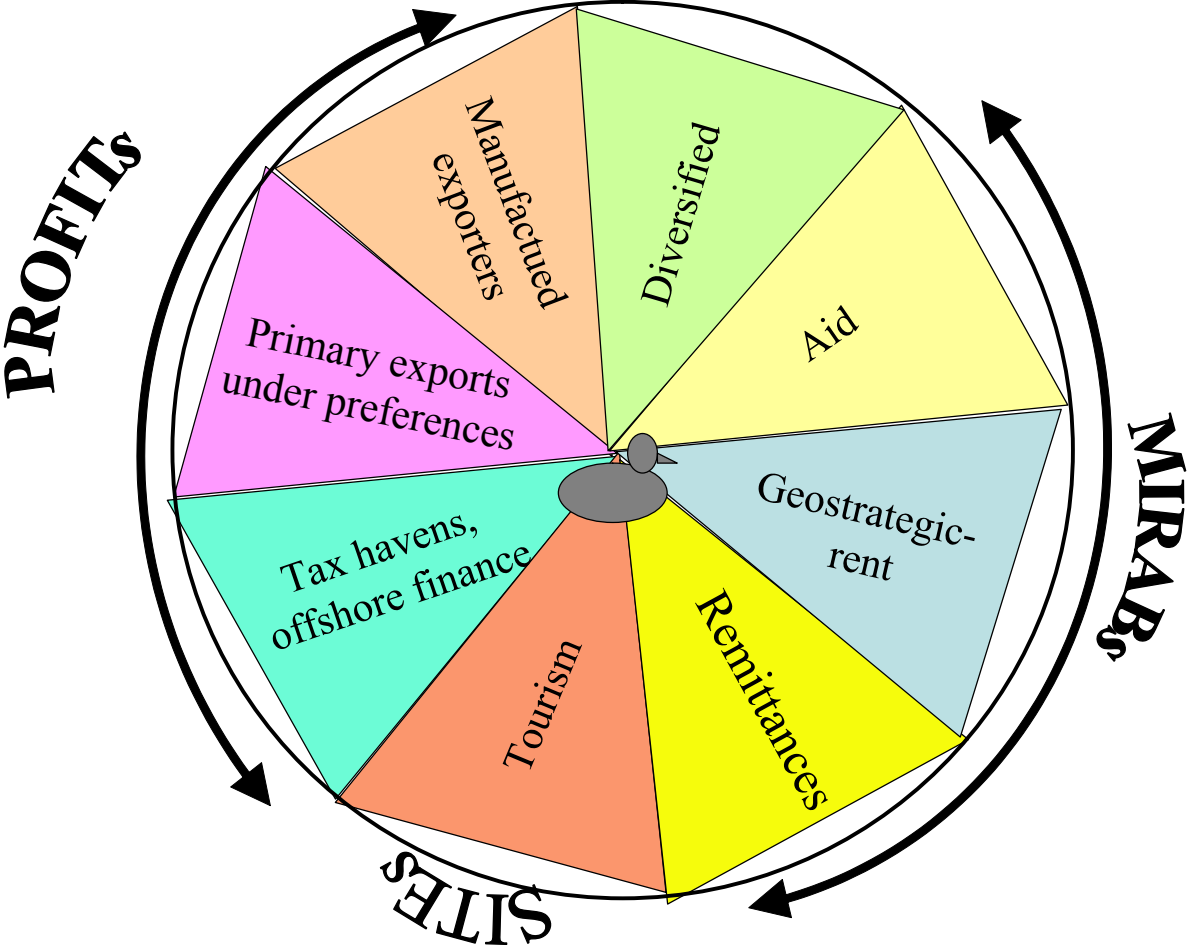 PROFITs
Manufactued
exporters
Diversified
Aid
Primary exports
under preferences
Geostrategic-
rent
MIRABs
Tax havens,
offshore finance
Remittances
Tourism
SITEs